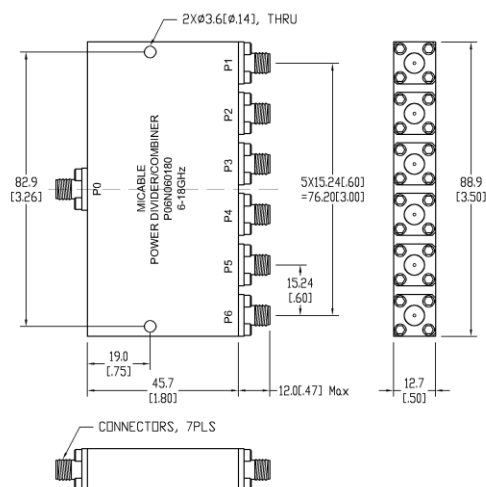 2XØ3.6[Ø.14], THRU
P1
P2
P3
P4
P5
P6
P0
MICABLE
POWER DIVIDER/COMBINER
P06N060180
6-18GHz
82.9
[3.26]
5X15.24[.60]
=76.20[3.00]
15.24
[.60]
88.9
[3.50]
19.0
[.75]
45.7
[1.80]
12.0[.47] Max
12.7
[.50]
CONNECTORS, 7PLS